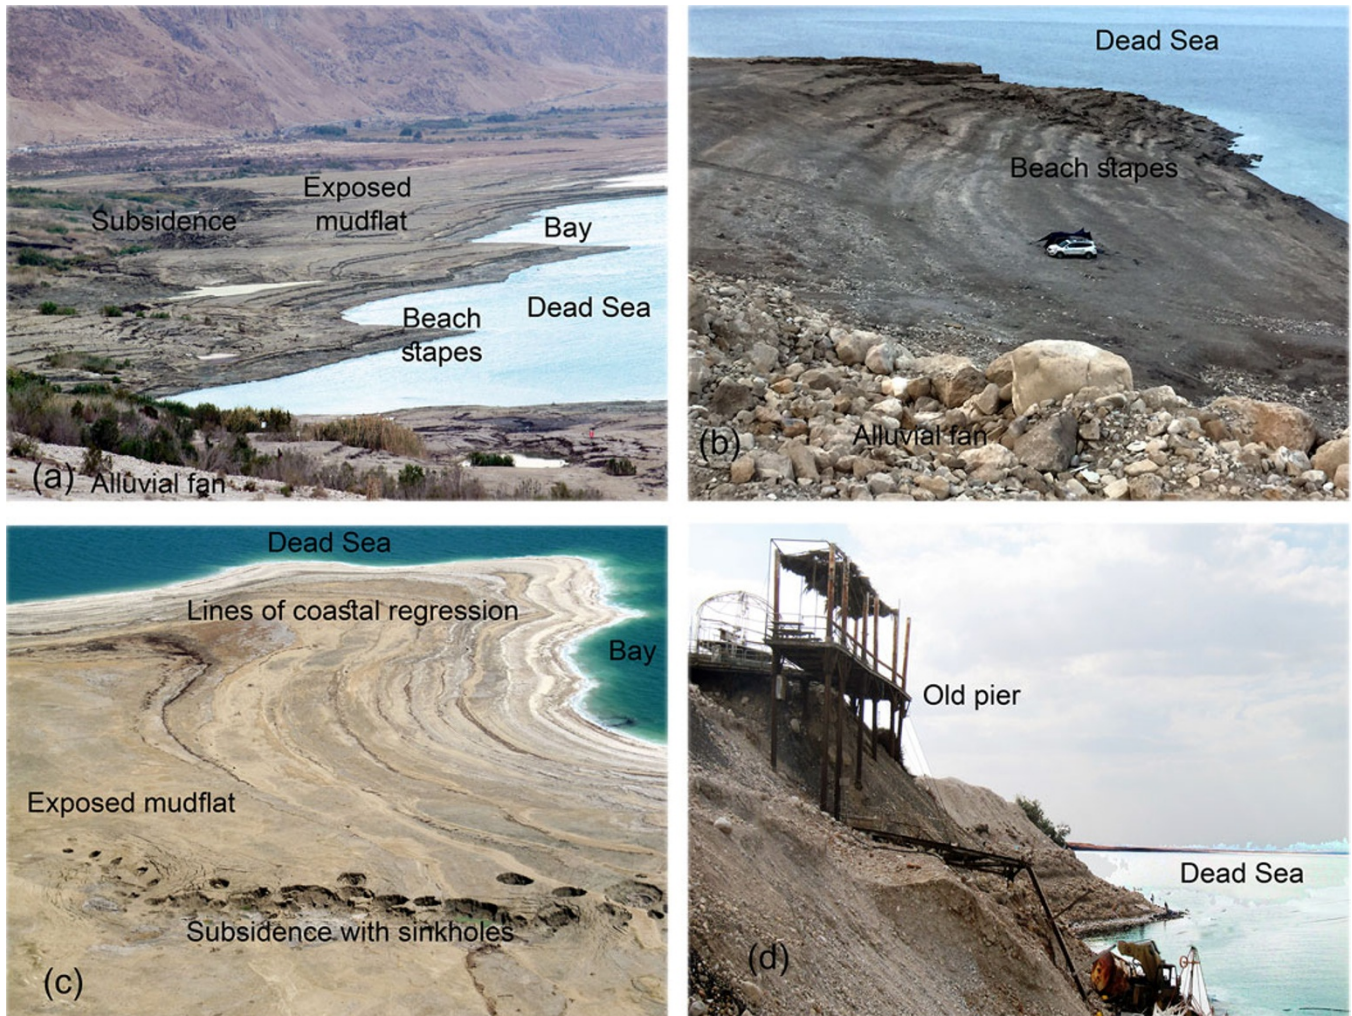 Exposed
mudflat
Subsidence
Bay
Dead Sea
Beach
stapes
(a) Alluvial fan
Dead Sea
Beach stapes
Alluvial fan
(b)
Dead Sea
Lines of coastal regression
Bay
Exposed mudflat
Subsidence with sinkholes
(c)
Old pier
Dead Sea
(d)